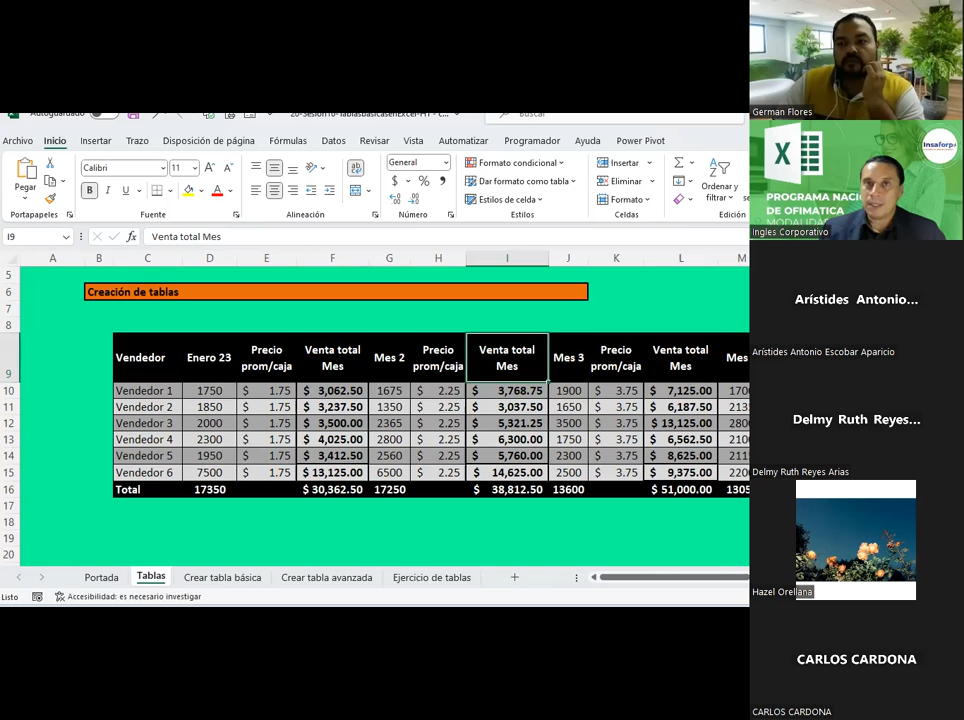 Autoguardado
Buscar
Archivo Inicio Insertar Trazo Disposición de página Fórmulas Datos Revisar Vista Automatizar Programador Ayuda Power Pivot
Pegar
Calibri 11
General
Formato condicional
Dar formato como tabla
Estilos de celda
Insertar
Eliminar
Formato
Ordenar y
filtrar
Portapapeles Fuente Alineación Número Estilos Celdas Edición
I9 fx Venta total Mes
A B C D E F G H I J K L M
5
6 Creación de tablas
7
8
9 Vendedor Enero 23 Precio prom/caja Venta total Mes Mes 2 Precio prom/caja Venta total Mes Mes 3 Precio prom/caja Venta total Mes Mes
10 Vendedor 1 1750 $ 1.75 $ 3,062.50 1675 $ 2.25 $ 3,768.75 1900 $ 3.75 $ 7,125.00 170
11 Vendedor 2 1850 $ 1.75 $ 3,237.50 1350 $ 2.25 $ 3,037.50 1650 $ 3.75 $ 6,187.50 213
12 Vendedor 3 2000 $ 1.75 $ 3,500.00 2365 $ 2.25 $ 5,321.25 3500 $ 3.75 $ 13,125.00 280
13 Vendedor 4 2300 $ 1.75 $ 4,025.00 2800 $ 2.25 $ 6,300.00 1750 $ 3.75 $ 6,562.50 210
14 Vendedor 5 1950 $ 1.75 $ 3,412.50 2560 $ 2.25 $ 5,760.00 2300 $ 3.75 $ 8,625.00 211
15 Vendedor 6 7500 $ 1.75 $ 13,125.00 6500 $ 2.25 $ 14,625.00 2500 $ 3.75 $ 9,375.00 220
16 Total 17350 $ 30,362.50 17250 $ 38,812.50 13600 $ 51,000.00 1305
17
18
19
20
Portada Tablas Crear tabla básica Crear tabla avanzada Ejercicio de tablas
Listo Accesibilidad: es necesario investigar
German Flores
Insaforp
PROGRAMA NACI
DE OFIMÁTICA
MODALID
Ingles Corporativo
Arístides Antonio...
Arístides Antonio Escobar Aparicio
Delmy Ruth Reyes...
Delmy Ruth Reyes Arias
Hazel Orellana
CARLOS CARDONA
CARLOS CARDONA